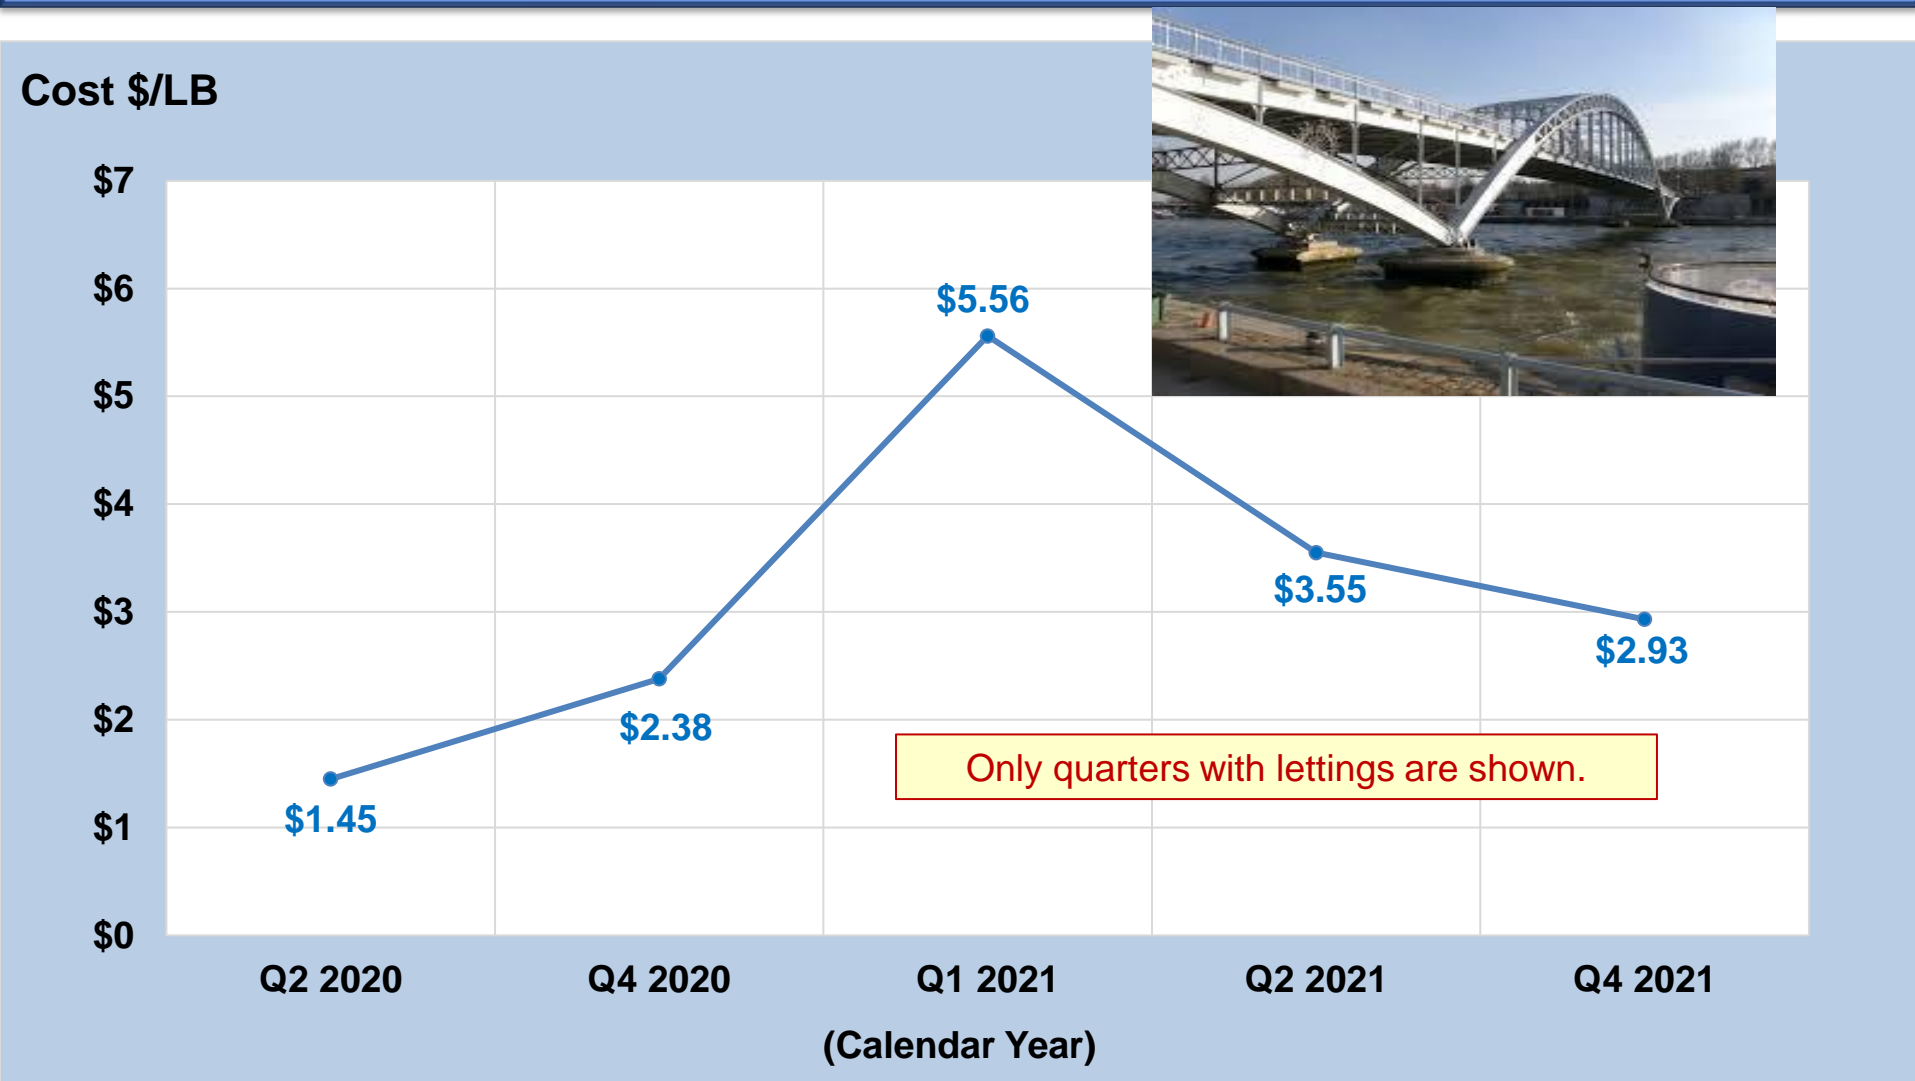 Cost $/LB
$7
$6
$5
$4
$3
$2
$1
$0
$1.45
$2.38
$5.56
$3.55
$2.93
Only quarters with lettings are shown.
Q2 2020
Q4 2020
Q1 2021
Q2 2021
Q4 2021
(Calendar Year)